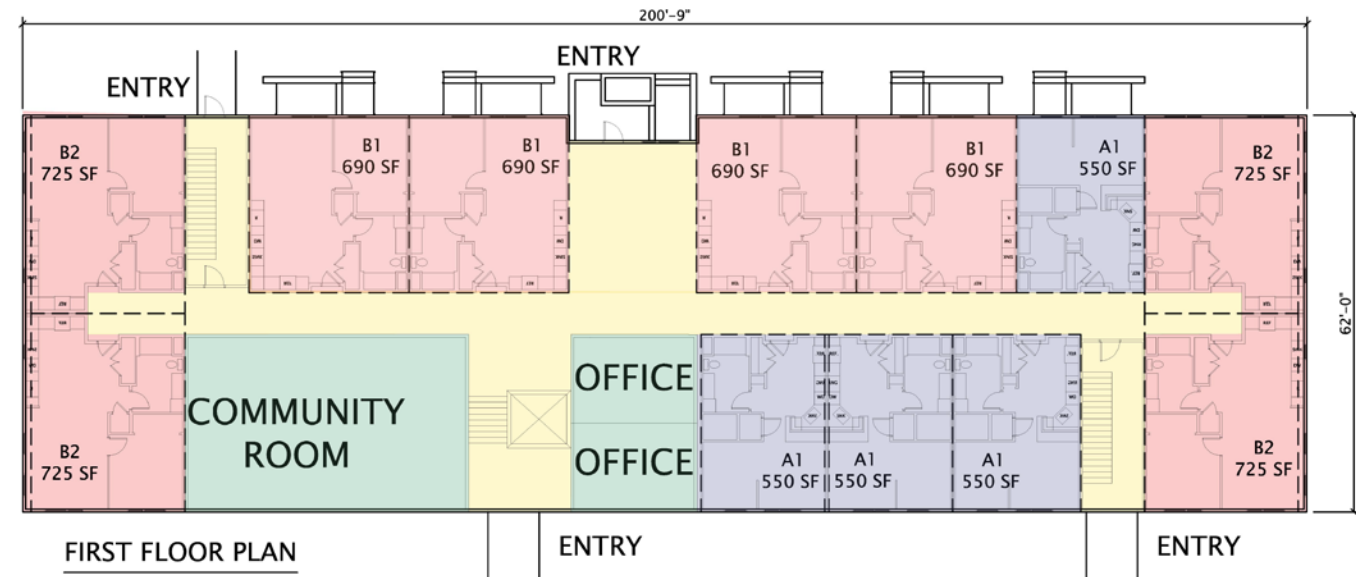 200'-9"
ENTRY
ENTRY
B2
725 SF
B1
690 SF
B1
690 SF
B1
690 SF
B1
690 SF
A1
550 SF
B2
725 SF
62'-0"
COMMUNITY
ROOM
OFFICE
OFFICE
B2
725 SF
A1
550 SF
A1
550 SF
A1
550 SF
B2
725 SF
FIRST FLOOR PLAN
ENTRY
ENTRY